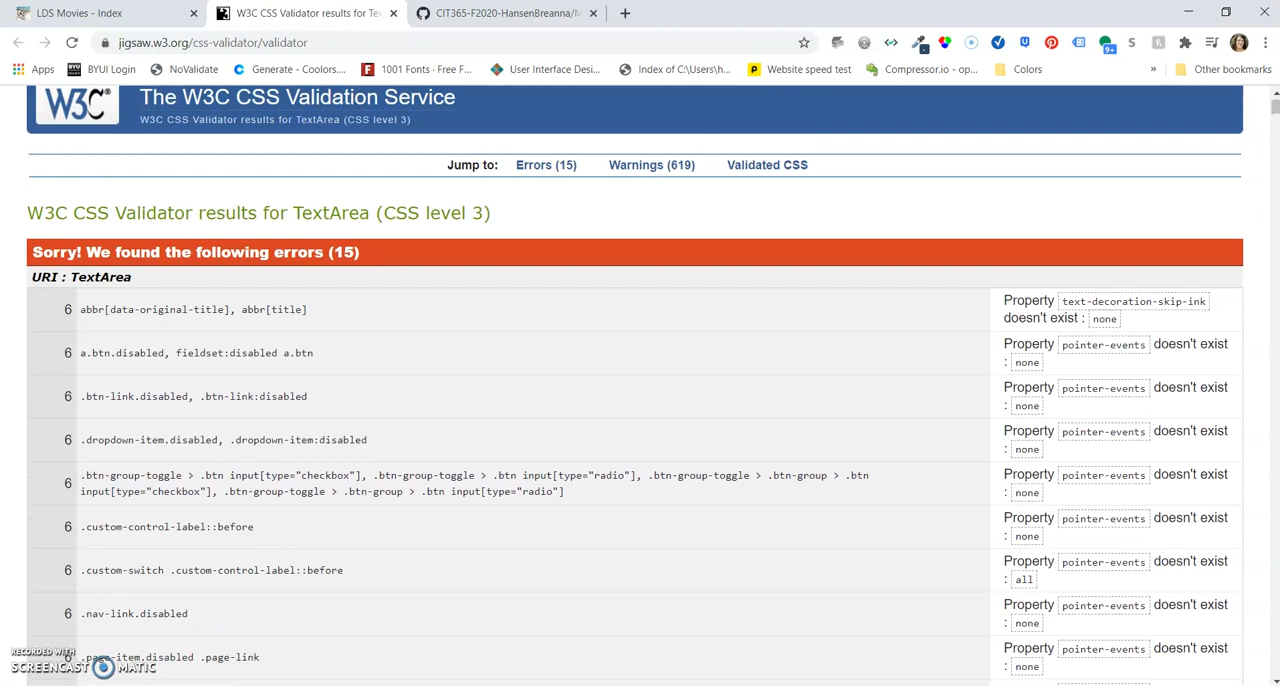 LDS Movies - Index
W3C CSS Validator results for Te
CIT365-F2020-HansenBreanna/M
jigsaw.w3.org/css-validator/validator
9+
S
Apps
BYU
BYUI Login
NoValidate
C
Generate - Coolors....
F
1001 Fonts · Free F...
User Interface Desi...
Index of C:\Users\h...
P
Website speed test
Compressor.io - op...
Colors
»
Other bookmarks
W3C®
The W3C CSS Validation Service
W3C CSS Validator results for TextArea (CSS level 3)
Jump to: Errors (15) Warnings (619) Validated CSS
W3C CSS Validator results for TextArea (CSS level 3)
Sorry! We found the following errors (15)
URI : TextArea
6 abbr[data-original-title], abbr[title]
Property text-decoration-skip-ink
doesn't exist : none
6 a.btn.disabled, fieldset:disabled a.btn
Property pointer-events doesn't exist
: none
6 .btn-link.disabled, .btn-link:disabled
Property pointer-events doesn't exist
: none
6 .dropdown-item.disabled, .dropdown-item:disabled
Property pointer-events doesn't exist
: none
6 .btn-group-toggle > .btn input[type="checkbox"], .btn-group-toggle > .btn input[type="radio"], .btn-group-toggle > .btn-group > .btn
input[type="checkbox"], .btn-group-toggle > .btn-group > .btn input[type="radio"]
Property pointer-events doesn't exist
: none
6 .custom-control-label::before
Property pointer-events doesn't exist
: none
6 .custom-switch .custom-control-label::before
Property pointer-events doesn't exist
: all
6 .nav-link.disabled
Property pointer-events doesn't exist
: none
6 .page-item.disabled .page-link
Property pointer-events doesn't exist
: none
RECORDED WITH
SCREENCAST MATIC